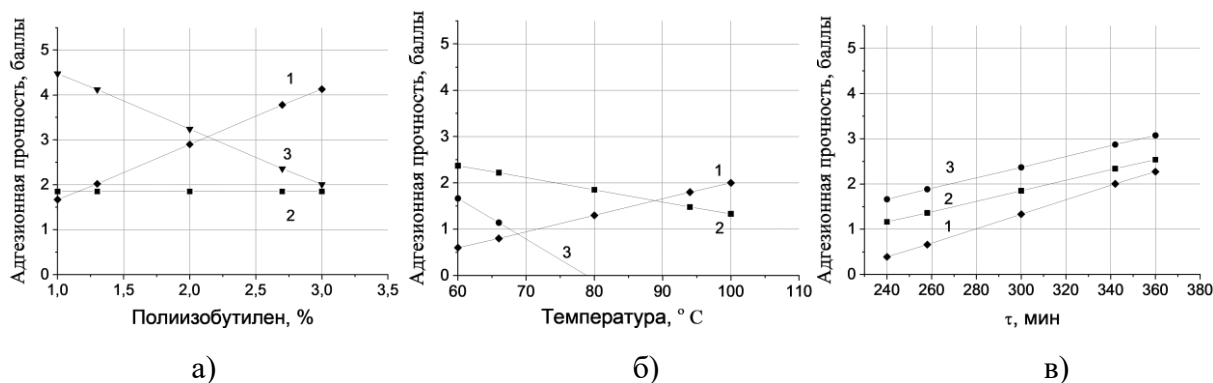 Адгезионная прочность, баллы
5
4
3
2
1
0
1
3
2
1,0 1,5 2,0 2,5 3,0 3,5
Полиизобутилен, %
а)
Адгезионная прочность, баллы
5
4
3
2
1
0
1
2
3
60 70 80 90 100 110
Температура, ° C
б)
Адгезионная прочность, баллы
5
4
3
2
1
0
3
2
1
240 260 280 300 320 340 360 380
τ, мин
в)